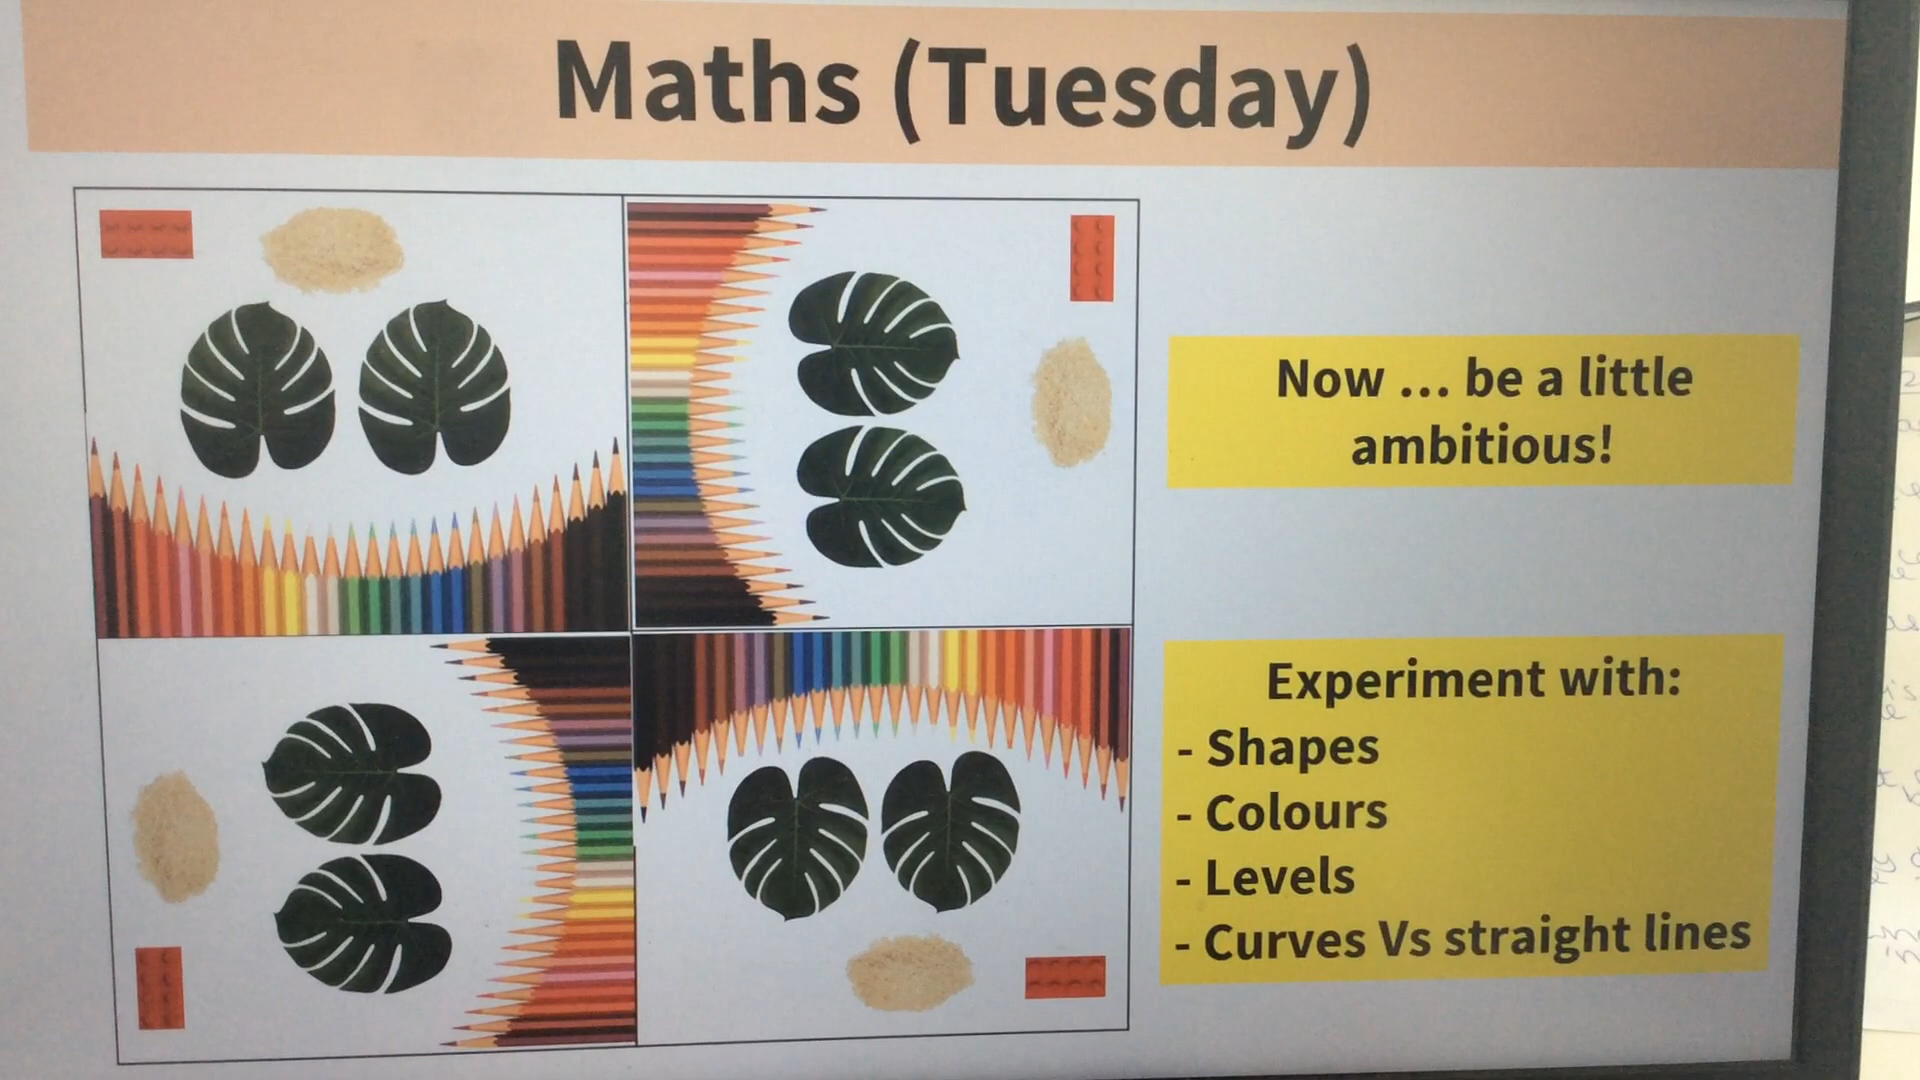 Maths (Tuesday)
Now ... be a little
ambitious!
Experiment with:
- Shapes
- Colours
- Levels
- Curves Vs straight lines